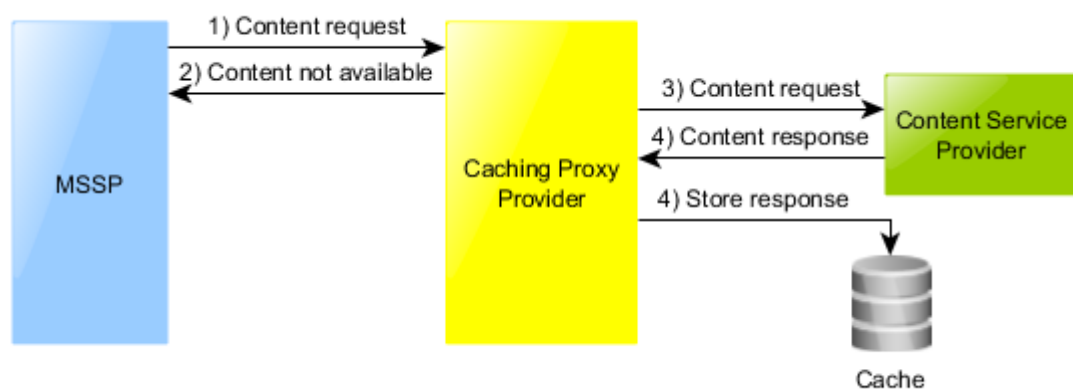 1) Content request
2) Content not available
MSSP
Caching Proxy
Provider
3) Content request
4) Content response
4) Store response
Content Service
Provider
Cache